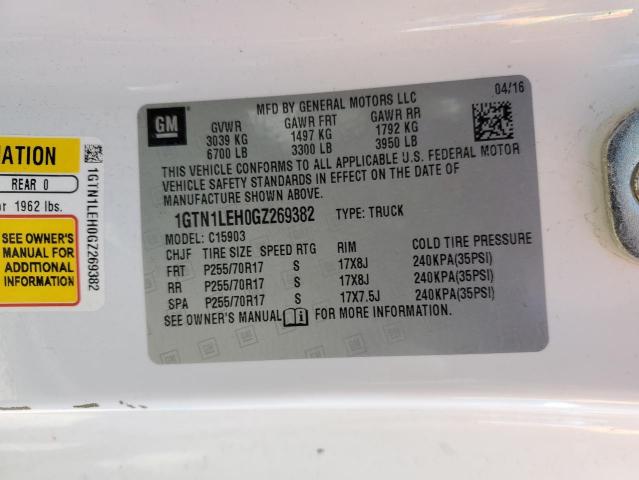 NATION
REAR 0
or 1962 lbs.
SEE OWNER'S
MANUAL FOR
ADDITIONAL
INFORMATION
1GTN1LEH0GZ269382
GM
MFD BY GENERAL MOTORS LLC
04/16
GVWR GAWR FRT GAWR RR
3039 KG 1497 KG 1792 KG
6700 LB 3300 LB 3950 LB
THIS VEHICLE CONFORMS TO ALL APPLICABLE U.S. FEDERAL MOTOR
VEHICLE SAFETY STANDARDS IN EFFECT ON THE DATE OF
MANUFACTURE SHOWN ABOVE.
1GTN1LEH0GZ269382 TYPE: TRUCK
MODEL: C15903
CHJF TIRE SIZE SPEED RTG RIM COLD TIRE PRESSURE
FRT P255/70R17 S 17X8J 240KPA(35PSI)
RR P255/70R17 S 17X8J 240KPA(35PSI)
SPA P255/70R17 S 17X7.5J 240KPA(35PSI)
SEE OWNER'S MANUAL FOR MORE INFORMATION